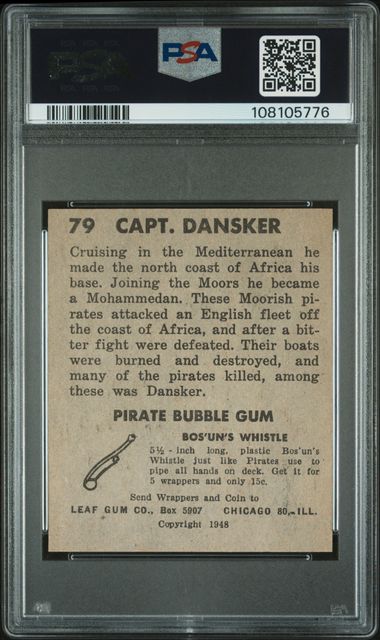 PSA
108105776
79 CAPT. DANSKER
Cruising in the Mediterranean he
made the north coast of Africa his
base. Joining the Moors he became
a Mohammedan. These Moorish pi-
rates attacked an English fleet off
the coast of Africa, and after a bit-
ter fight were defeated. Their boats
were burned and destroyed, and
many of the pirates killed, among
these was Dansker.
PIRATE BUBBLE GUM
BOS'UN'S WHISTLE
5½ - inch long, plastic Bos'un's
Whistle just like Pirates use to
pipe all hands on deck. Get it for
5 wrappers and only 15c.
Send Wrappers and Coin to
LEAF GUM CO., Box 5907 CHICAGO 80,-ILL.
Copyright 1948